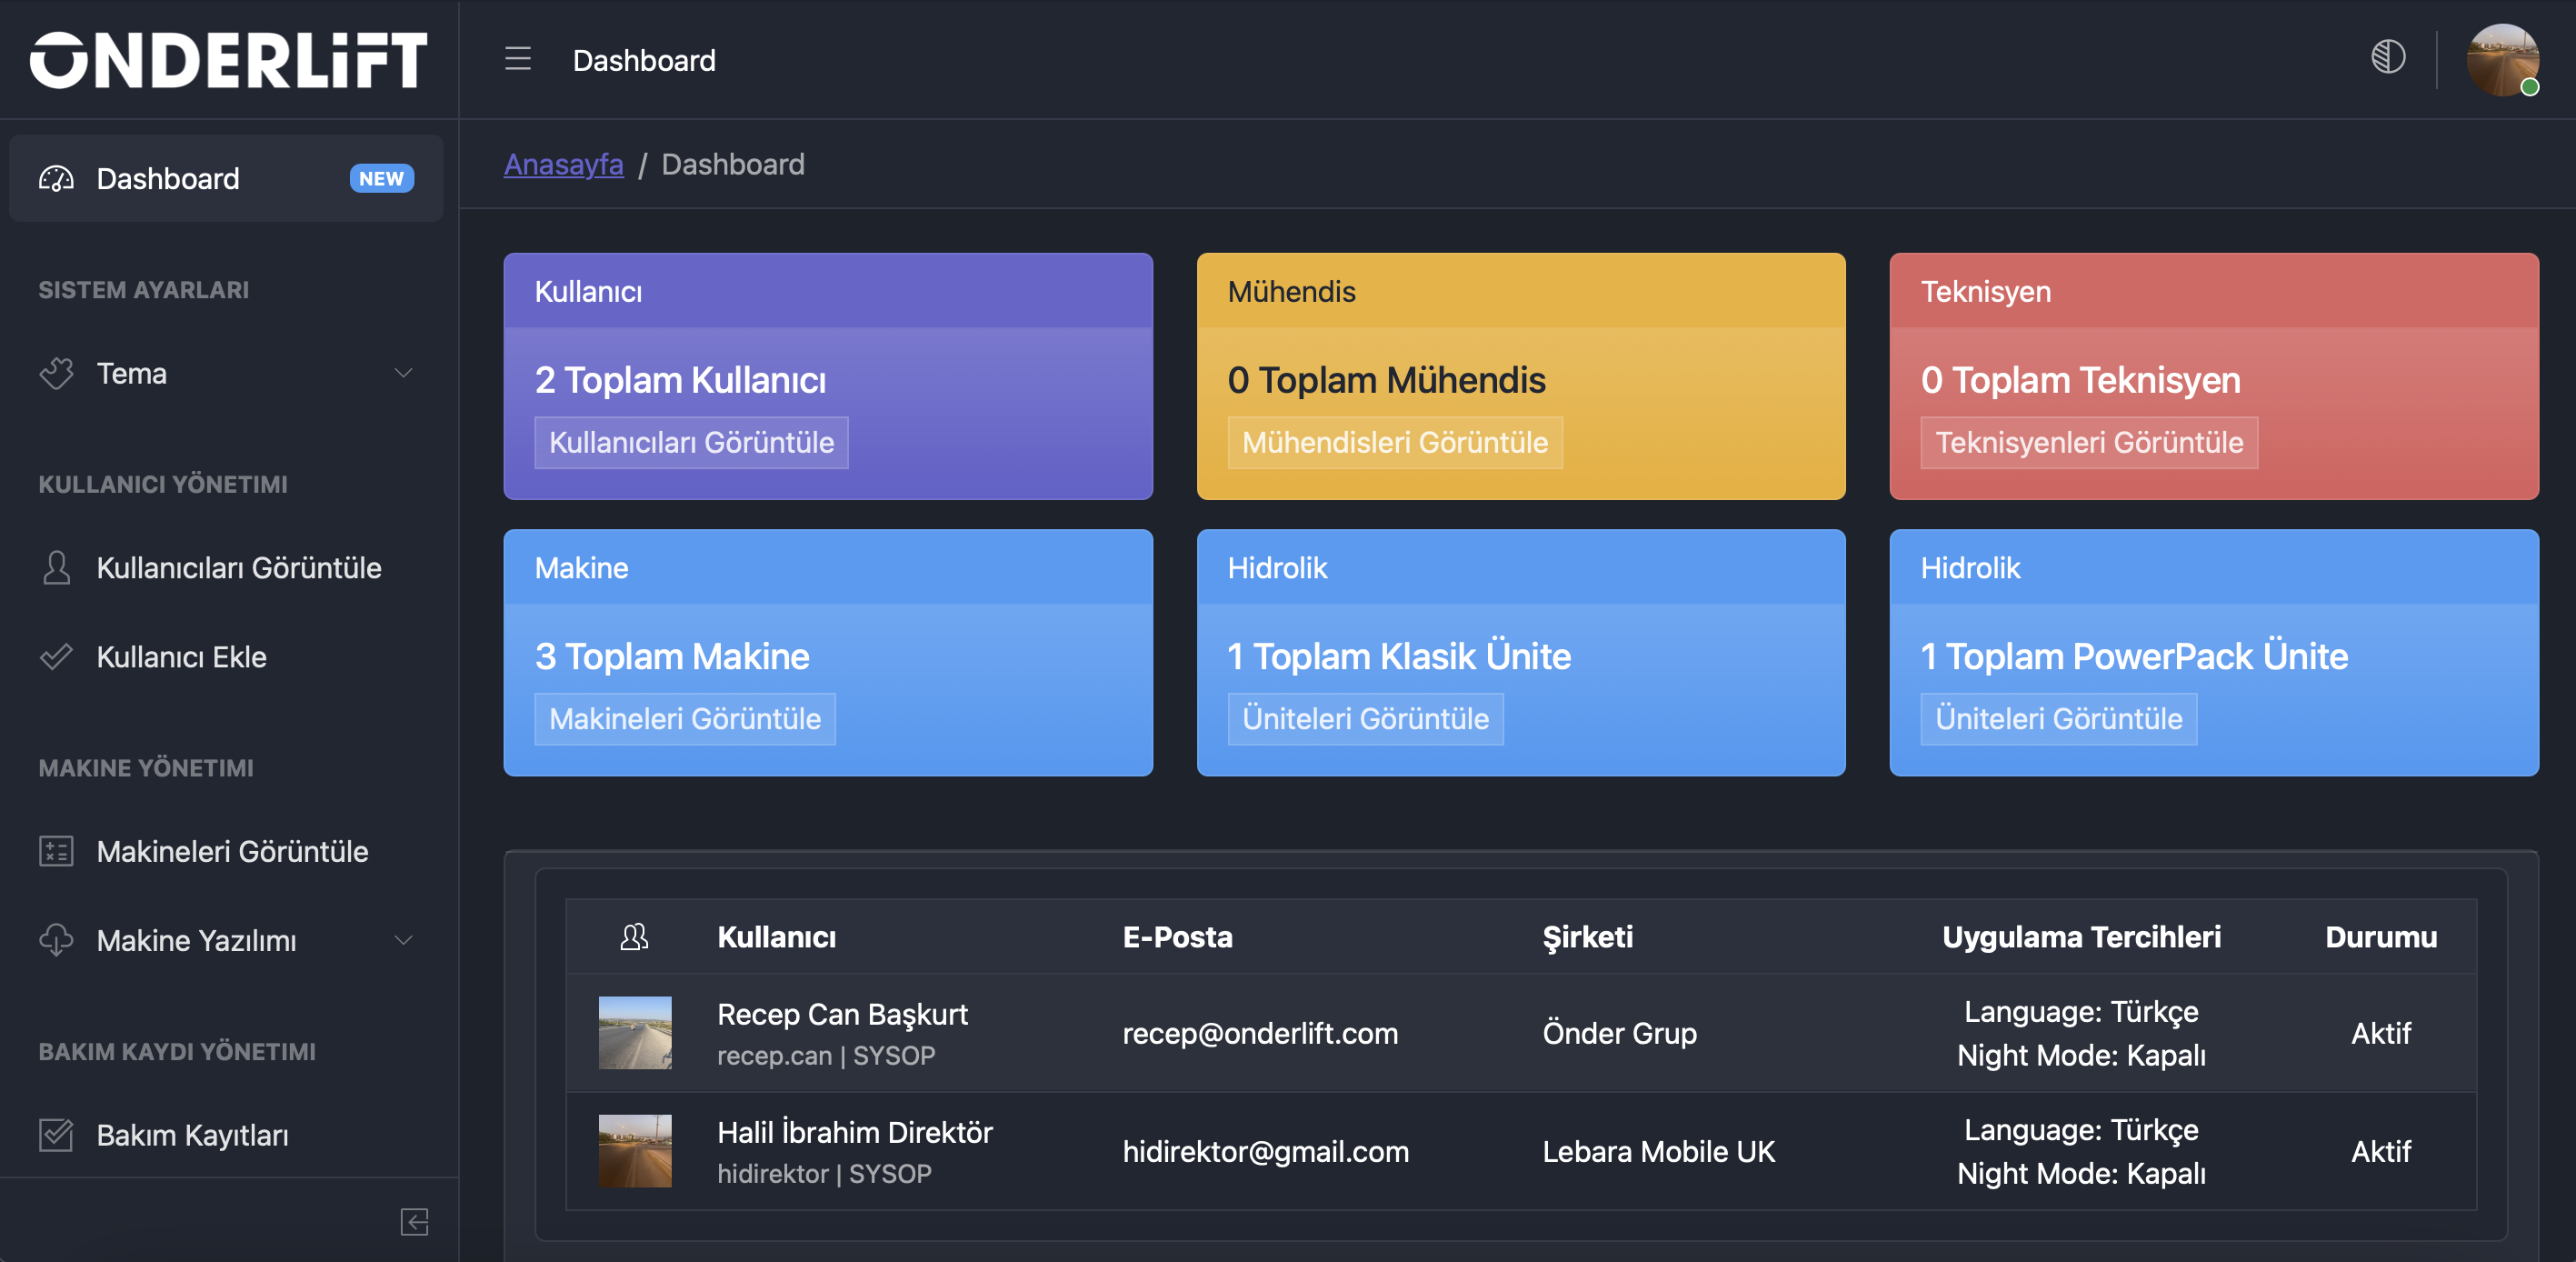 ONDERLiFT
Dashboard
Dashboard NEW
SISTEM AYARLARI
Tema
KULLANICI YÖNETIMI
Kullanıcıları Görüntüle
Kullanıcı Ekle
MAKINE YÖNETIMI
Makineleri Görüntüle
Makine Yazılımı
BAKIM KAYDI YÖNETIMI
Bakım Kayıtları
Anasayfa / Dashboard
Kullanıcı
2 Toplam Kullanıcı
Kullanıcıları Görüntüle
Mühendis
0 Toplam Mühendis
Mühendisleri Görüntüle
Teknisyen
0 Toplam Teknisyen
Teknisyenleri Görüntüle
Makine
3 Toplam Makine
Makineleri Görüntüle
Hidrolik
1 Toplam Klasik Ünite
Üniteleri Görüntüle
Hidrolik
1 Toplam PowerPack Ünite
Üniteleri Görüntüle
Kullanıcı E-Posta Şirketi Uygulama Tercihleri Durumu
Recep Can Başkurt
recep.can | SYSOP
recep@onderlift.com
Önder Grup
Language: Türkçe
Night Mode: Kapalı
Aktif
Halil İbrahim Direktör
hidirektor | SYSOP
hidirektor@gmail.com
Lebara Mobile UK
Language: Türkçe
Night Mode: Kapalı
Aktif